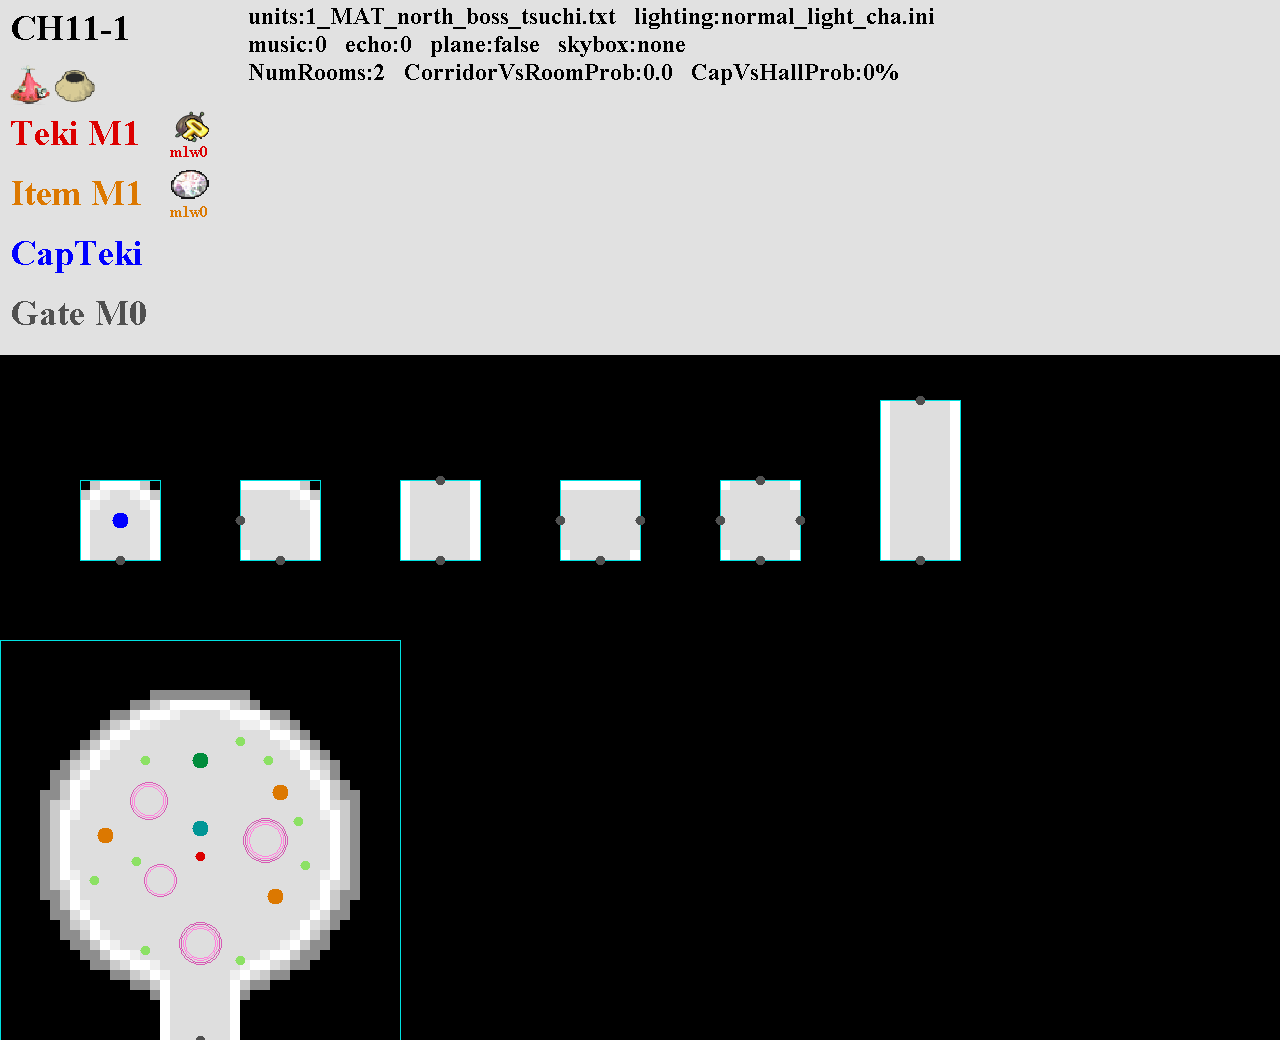 CH11-1
units:1_MAT_north_boss_tsuchi.txt lighting:normal_light_cha.ini
music:0 echo:0 plane:false skybox:none
NumRooms:2 CorridorVsRoomProb:0.0 CapVsHallProb:0%
Teki M1
m1w0
Item M1
m1w0
CapTeki
Gate M0